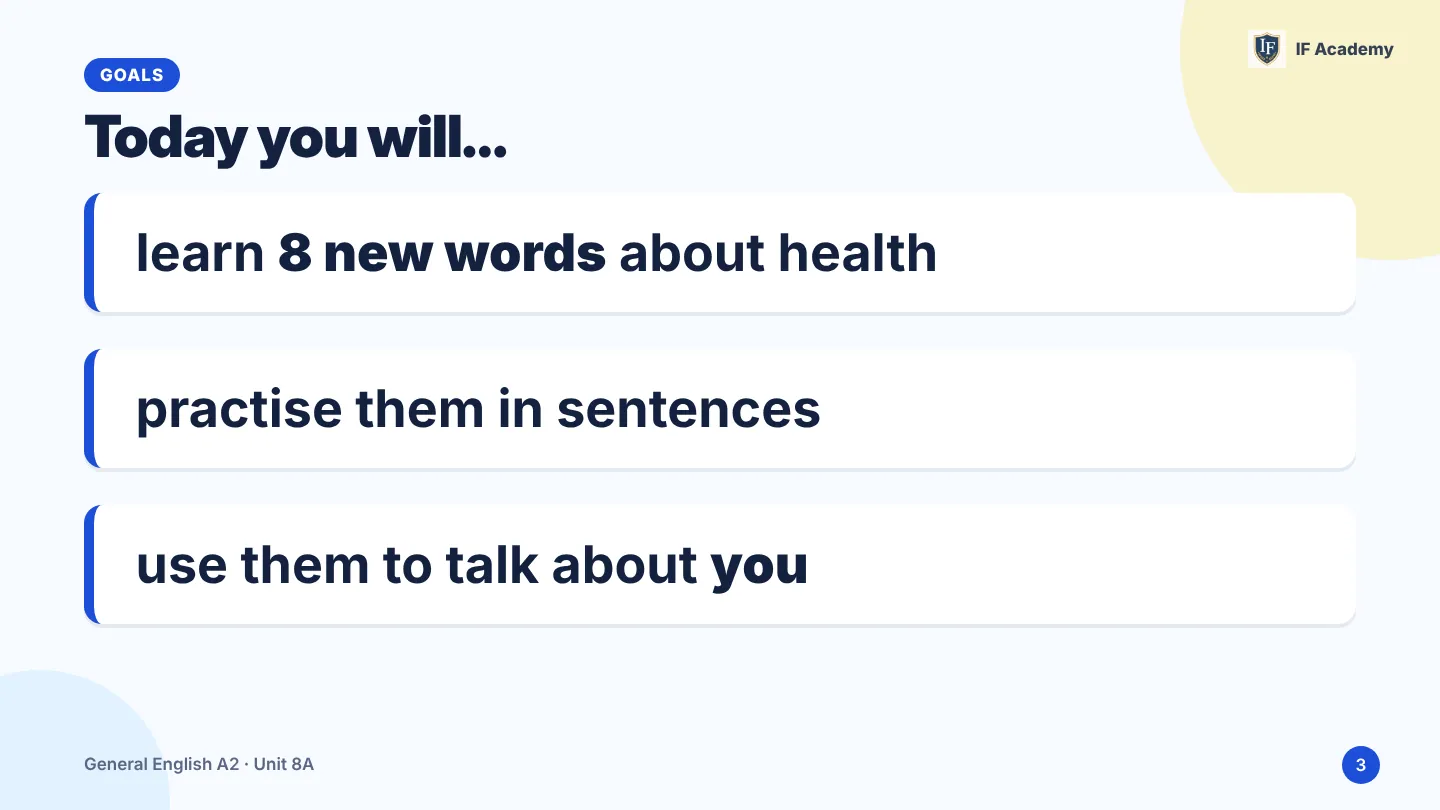 IF
IF Academy
GOALS
Today you will...
learn 8 new words about health
practise them in sentences
use them to talk about you
General English A2 · Unit 8A
3